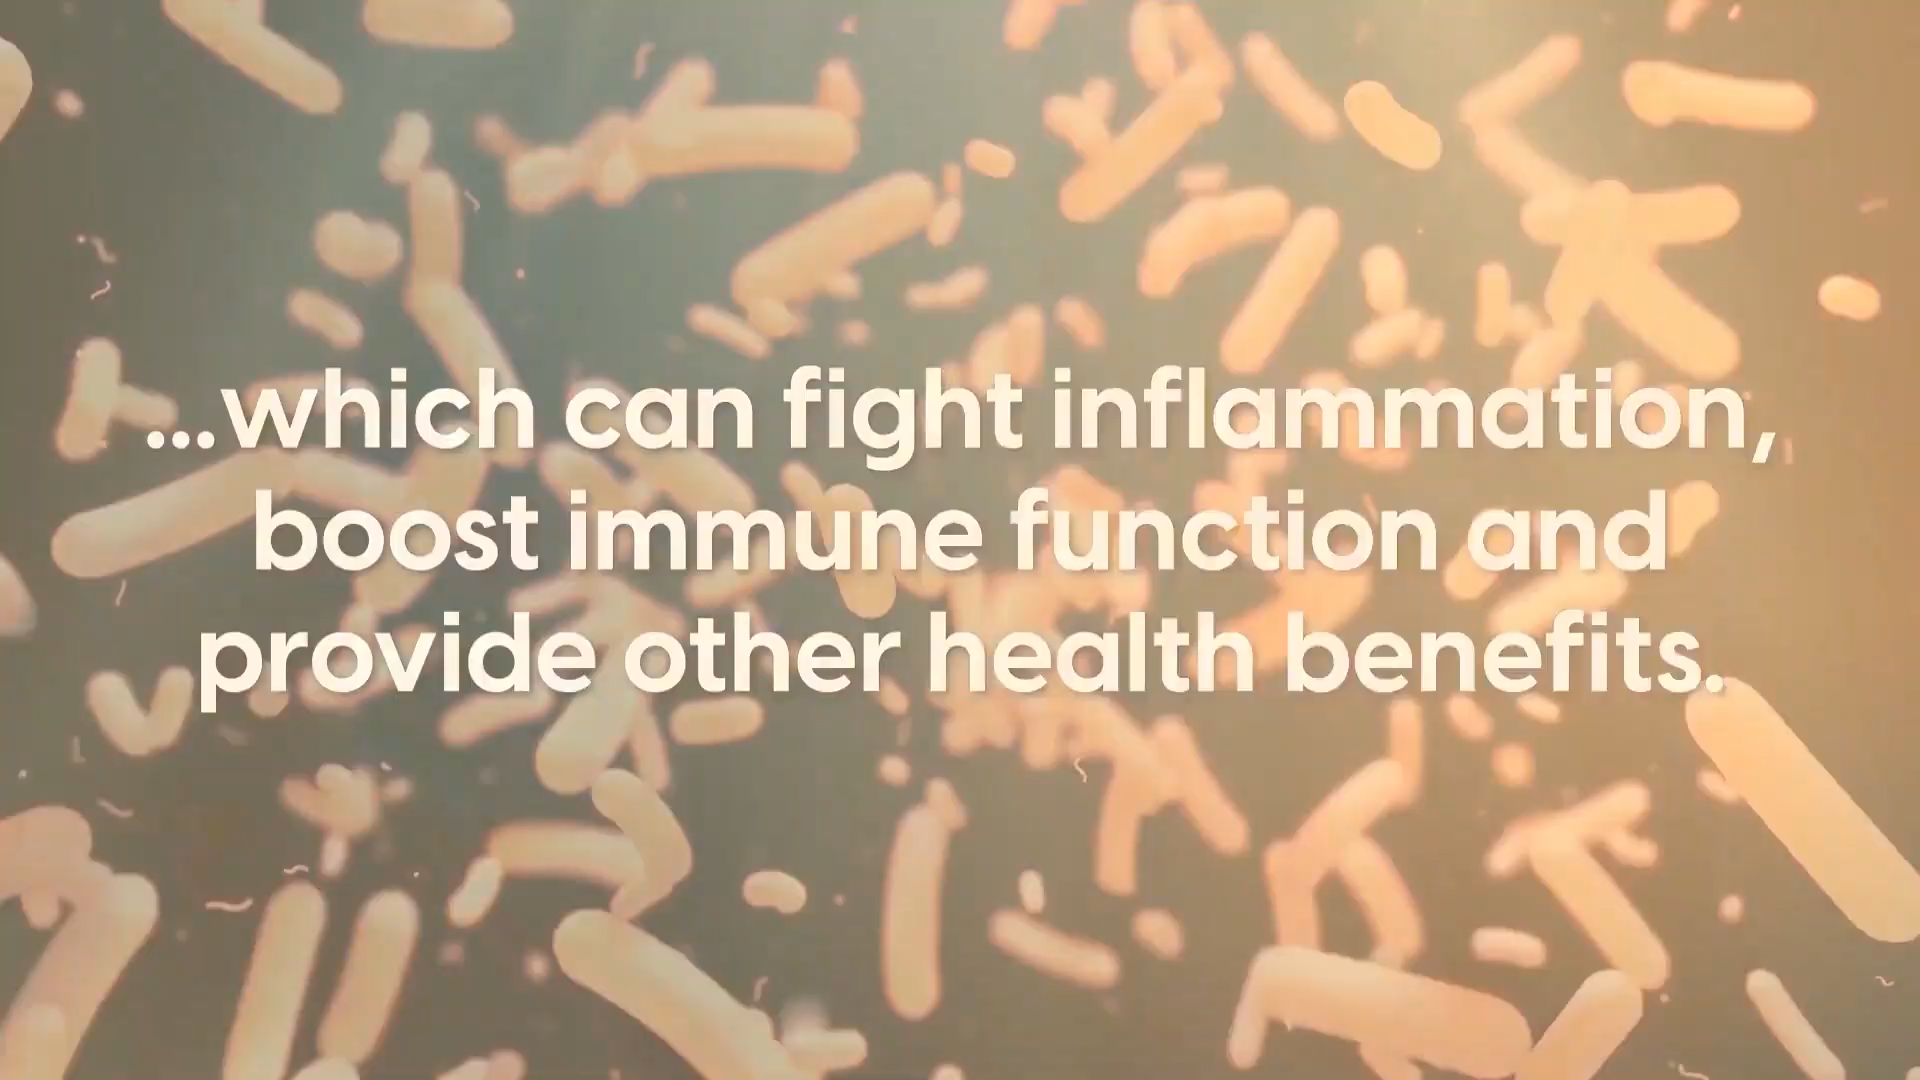 ...which can fight inflammation,
boost immune function and
provide other health benefits.